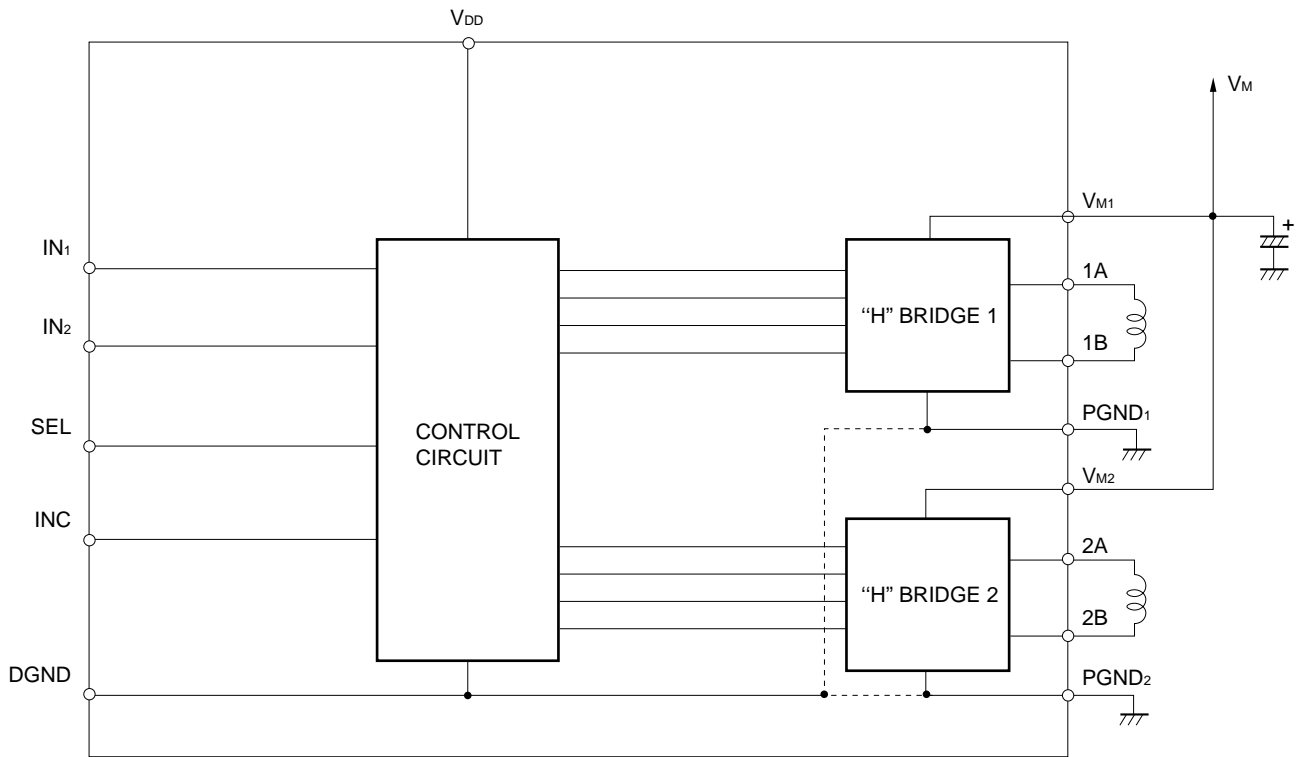 VDD
VM
VM1
+
IN1
1A
"H" BRIDGE 1
IN2
1B
SEL
PGND1
CONTROL
CIRCUIT
VM2
INC
2A
"H" BRIDGE 2
2B
DGND
PGND2